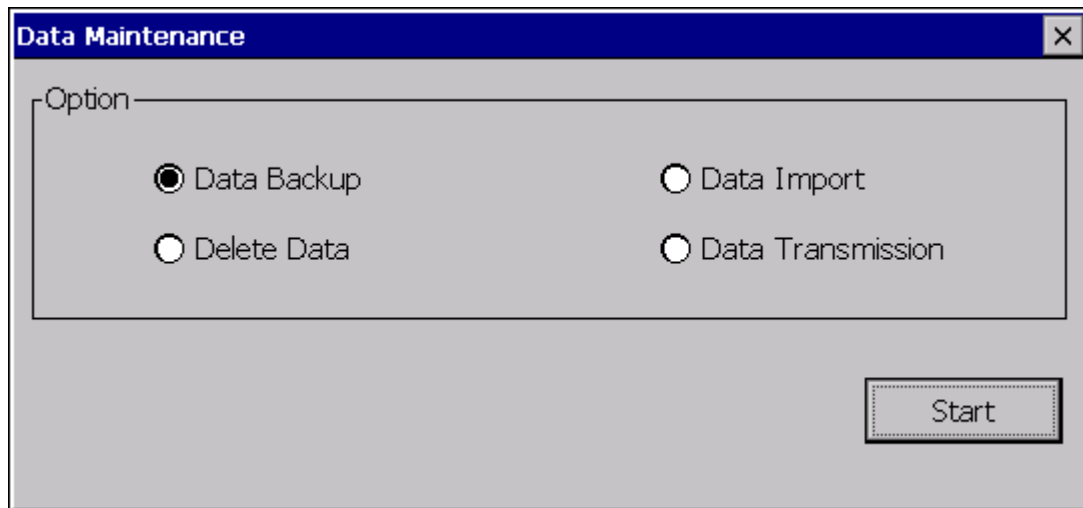 Data Maintenance
Option
Data Backup
Data Import
Delete Data
Data Transmission
Start